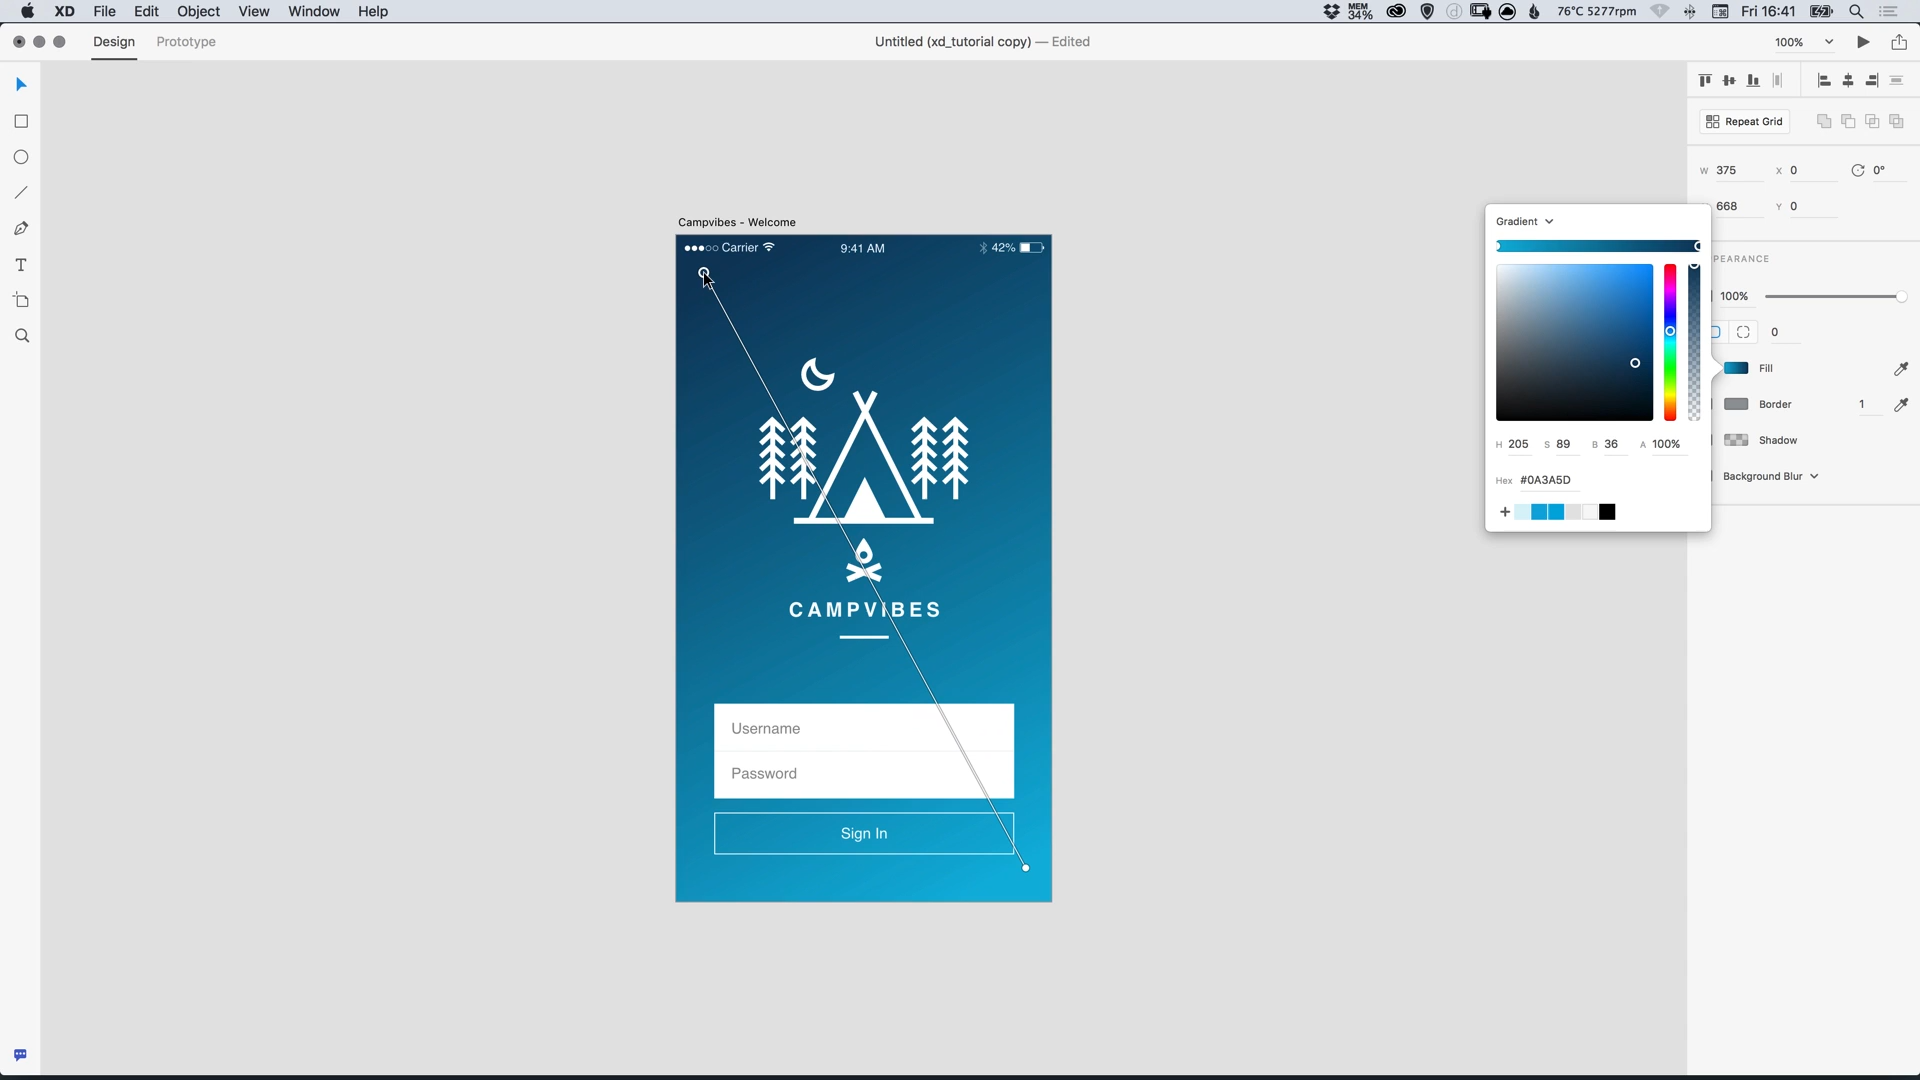 XD File Edit Object View Window Help
MEM 34% 76°C 5277rpm Fri 16:41
Design Prototype
Untitled (xd_tutorial copy) — Edited
100%
Repeat Grid
W 375 X 0 0°
668 Y 0
PEARANCE
100%
0
Fill
Border 1
Shadow
Background Blur
Gradient
H 205 S 89 B 36 A 100%
Hex #0A3A5D
Campvibes - Welcome
Carrier 9:41 AM 42%
CAMPVIBES
Username
Password
Sign In
T